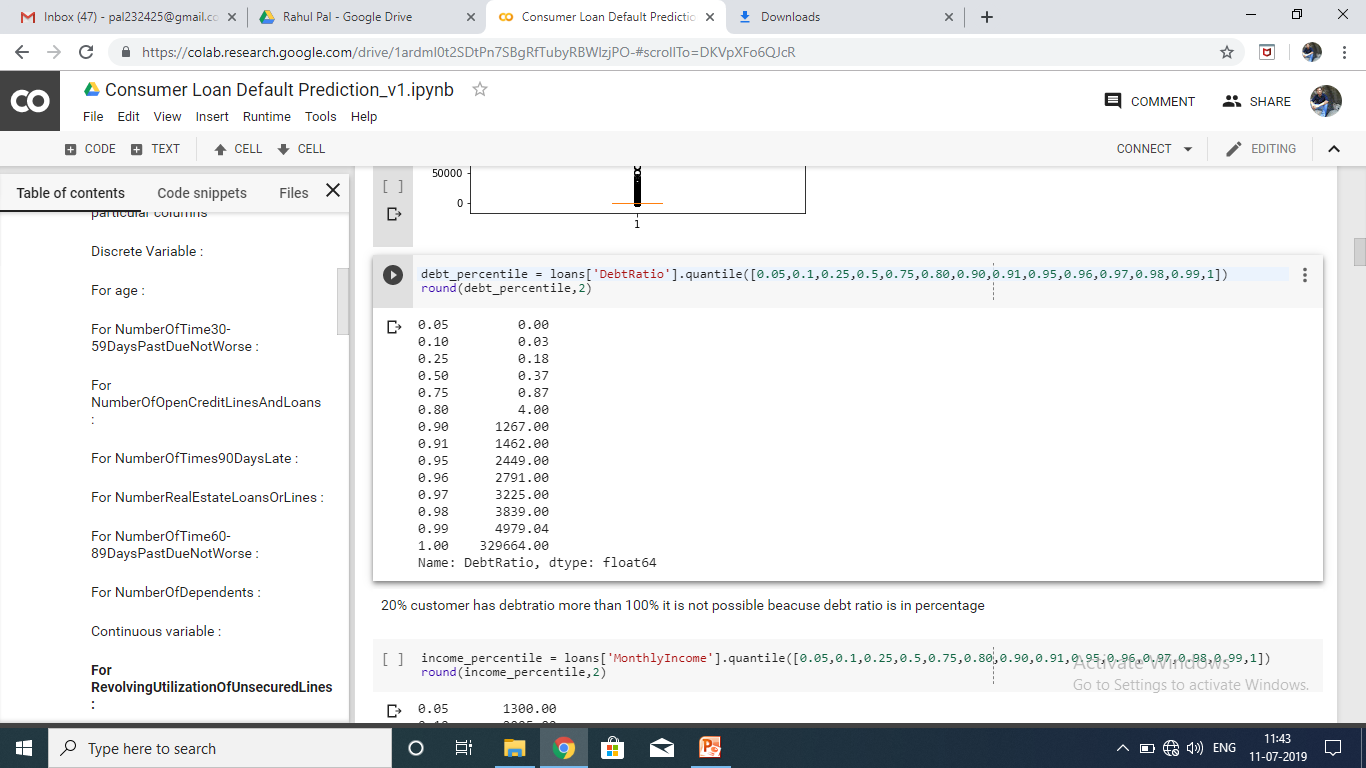 Inbox (47) - pal232425@gmail.co
Rahul Pal - Google Drive
Consumer Loan Default Predictio
Downloads
https://colab.research.google.com/drive/1ardmI0t2SDtPn7SBgRfTubyRBWlzjPO-#scrollTo=DKVpXFo6QJcR
CO
Consumer Loan Default Prediction_v1.ipynb
File Edit View Insert Runtime Tools Help
COMMENT
SHARE
CODE TEXT CELL CELL
CONNECT
EDITING
Table of contents Code snippets Files
particular columns
Discrete Variable :
For age :
For NumberOfTime30-
59DaysPastDueNotWorse :
For
NumberOfOpenCreditLinesAndLoans
:
For NumberOfTimes90DaysLate :
For NumberRealEstateLoansOrLines :
For NumberOfTime60-
89DaysPastDueNotWorse :
For NumberOfDependents :
Continuous variable :
For
RevolvingUtilizationOfUnsecuredLines
:
[ ]
50000
0
1
debt_percentile = loans['DebtRatio'].quantile([0.05,0.1,0.25,0.5,0.75,0.80,0.90,0.91,0.95,0.96,0.97,0.98,0.99,1])
round(debt_percentile,2)
0.05 0.00
0.10 0.03
0.25 0.18
0.50 0.37
0.75 0.87
0.80 4.00
0.90 1267.00
0.91 1462.00
0.95 2449.00
0.96 2791.00
0.97 3225.00
0.98 3839.00
0.99 4979.04
1.00 329664.00
Name: DebtRatio, dtype: float64
20% customer has debtratio more than 100% it is not possible beacuse debt ratio is in percentage
[ ] income_percentile = loans['MonthlyIncome'].quantile([0.05,0.1,0.25,0.5,0.75,0.80,0.90,0.91,0.95,0.96,0.97,0.98,0.99,1])
round(income_percentile,2)
0.05 1300.00
Activate Windows
Go to Settings to activate Windows.
Type here to search
ENG
11:43
11-07-2019